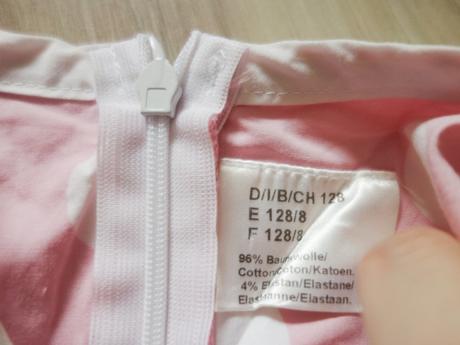 D/I/B/CH 128
E 128/8
F 128/8
96% Baumwolle/
Cotton/Coton/Katoen.
4% Elastan/Elastane/
Elasthanne/Elastaan.